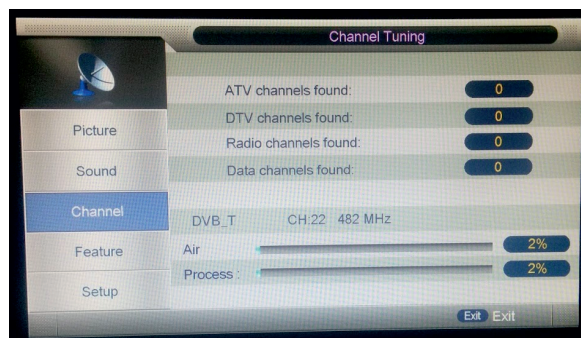 Channel Tuning
ATV channels found: 0
DTV channels found: 0
Radio channels found: 0
Data channels found: 0
Picture
Sound
Channel
Feature
Setup
DVB_T CH:22 482 MHz
Air 2%
Process : 2%
Exit Exit